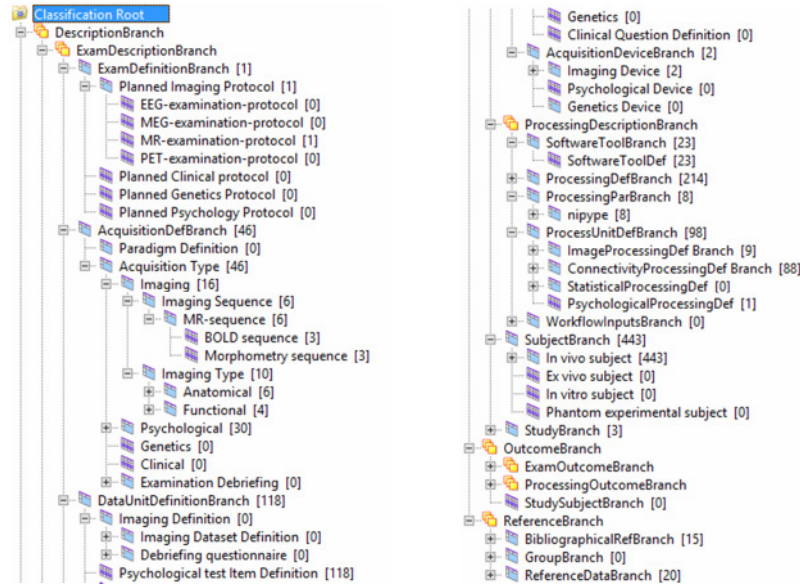 Classification Root
DescriptionBranch
ExamDescriptionBranch
ExamDefinitionBranch [1]
Planned Imaging Protocol [1]
EEG-examination-protocol [0]
MEG-examination-protocol [0]
MR-examination-protocol [1]
PET-examination-protocol [0]
Planned Clinical protocol [0]
Planned Genetics Protocol [0]
Planned Psychology Protocol [0]
AcquisitionDefBranch [46]
Paradigm Definition [0]
Acquisition Type [46]
Imaging [16]
Imaging Sequence [6]
MR-sequence [6]
BOLD sequence [3]
Morphometry sequence [3]
Imaging Type [10]
Anatomical [6]
Functional [4]
Psychological [30]
Genetics [0]
Clinical [0]
Examination Debriefing [0]
DataUnitDefinitionBranch [118]
Imaging Definition [0]
Imaging Dataset Definition [0]
Debriefing questionnaire [0]
Psychological test Item Definition [118]
Genetics [0]
Clinical Question Definition [0]
AcquisitionDeviceBranch [2]
Imaging Device [2]
Psychological Device [0]
Genetics Device [0]
ProcessingDescriptionBranch
SoftwareToolBranch [23]
SoftwareToolDef [23]
ProcessingDefBranch [214]
ProcessingParBranch [8]
nipype [8]
ProcessUnitDefBranch [98]
ImageProcessingDef Branch [9]
ConnectivityProcessingDef Branch [88]
StatisticalProcessingDef [0]
PsychologicalProcessingDef [1]
WorkflowInputsBranch [0]
SubjectBranch [443]
In vivo subject [443]
Ex vivo subject [0]
In vitro subject [0]
Phantom experimental subject [0]
StudyBranch [3]
OutcomeBranch
ExamOutcomeBranch
ProcessingOutcomeBranch
StudySubjectBranch [0]
ReferenceBranch
BibliographicalRefBranch [15]
GroupBranch [0]
ReferenceDataBranch [20]